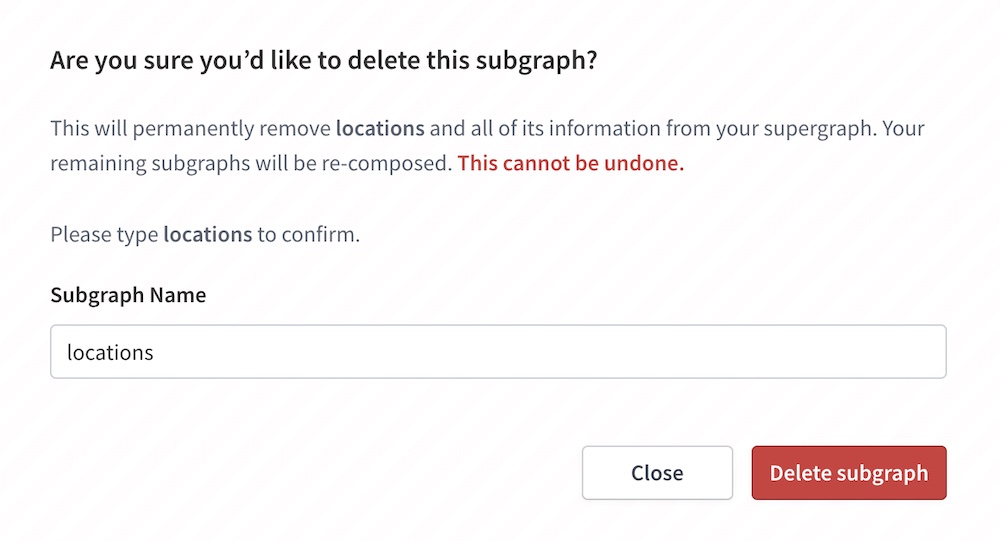 Are you sure you’d like to delete this subgraph?
This will permanently remove locations and all of its information from your supergraph. Your
remaining subgraphs will be re-composed. This cannot be undone.
Please type locations to confirm.
Subgraph Name
locations
Close
Delete subgraph